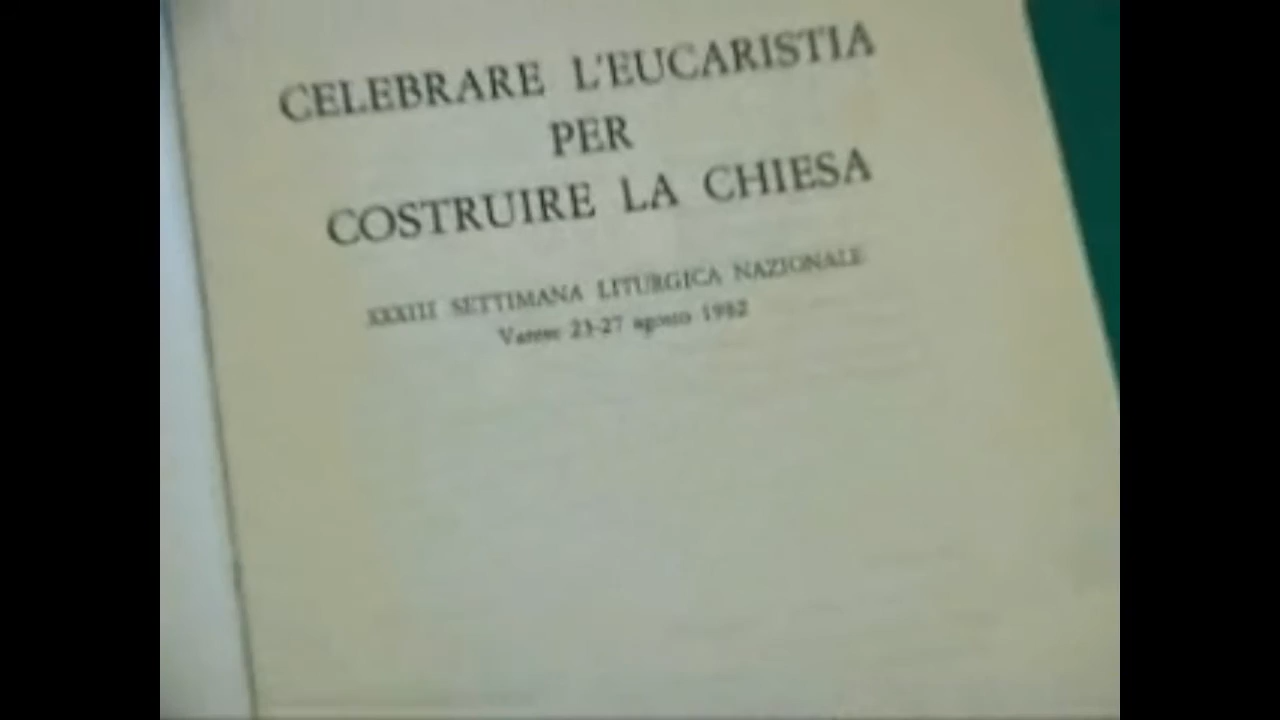 CELEBRARE L'EUCARISTIA
PER
COSTRUIRE LA CHIESA
XXXIII SETTIMANA LITURGICA NAZIONALE
Varese 23-27 agosto 1982